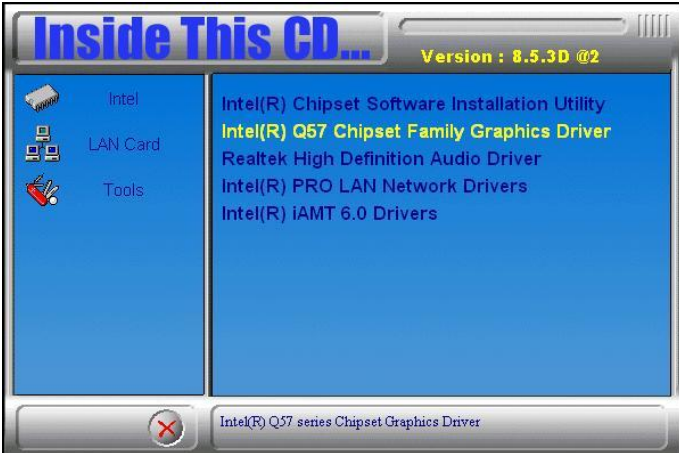 Inside This CD...
Version : 8.5.3D @2
Intel
LAN Card
Tools
Intel(R) Chipset Software Installation Utility
Intel(R) Q57 Chipset Family Graphics Driver
Realtek High Definition Audio Driver
Intel(R) PRO LAN Network Drivers
Intel(R) iAMT 6.0 Drivers
Intel(R) Q57 series Chipset Graphics Driver